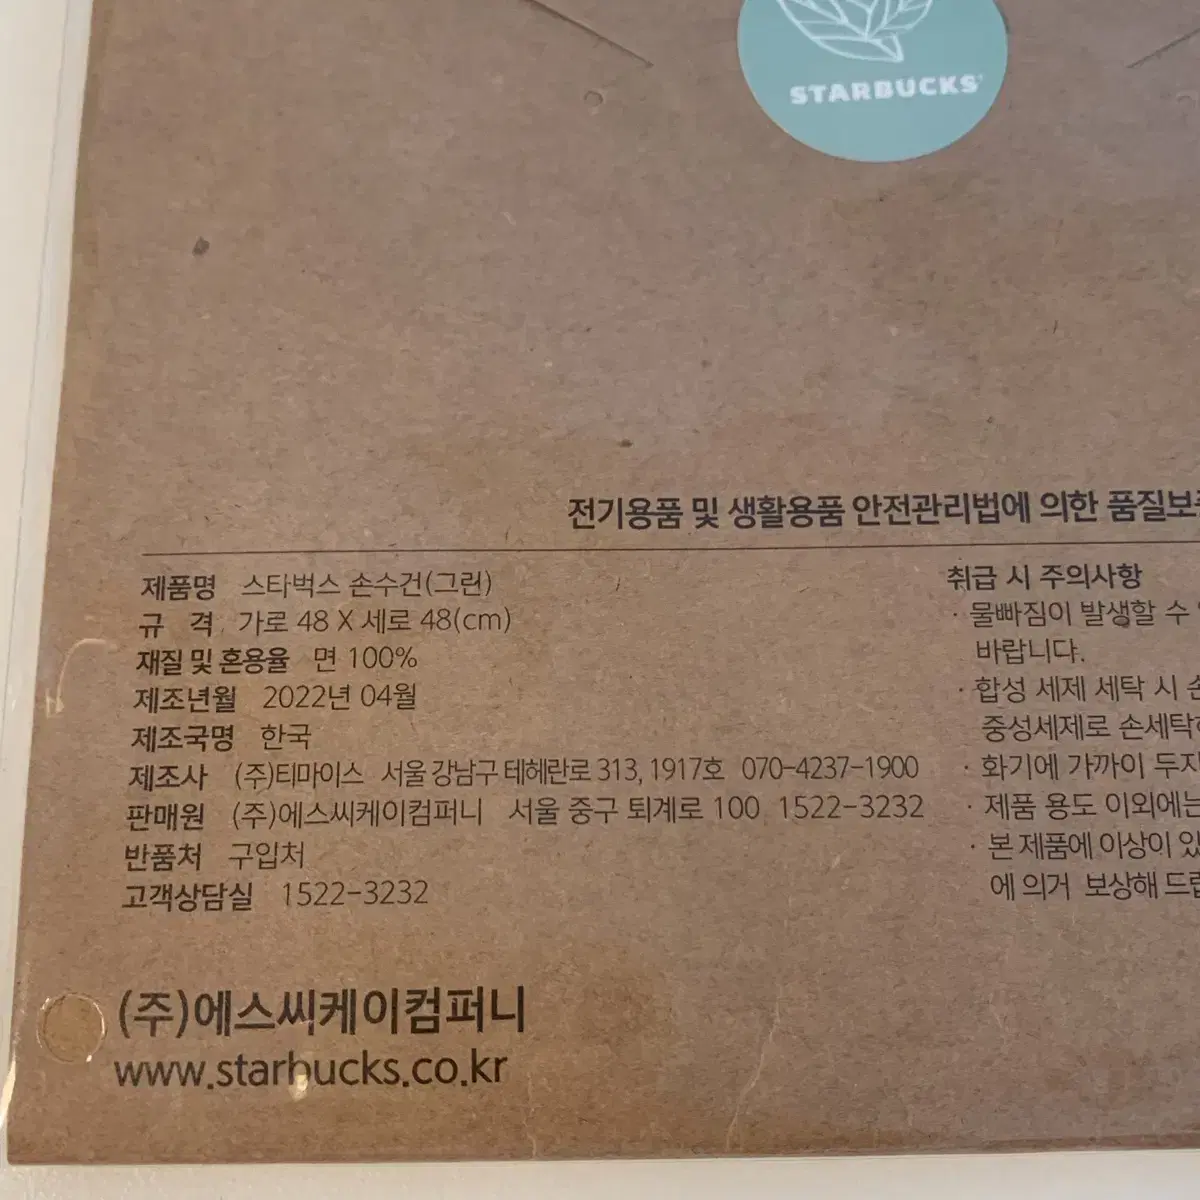 STARBUCKS
전기용품 및 생활용품 안전관리법에 의한
제품명 스타벅스 손수건(그린)
규 격 가로 48 X 세로 48(cm)
재질 및 혼용율 면 100%
제조년월 2022년 04월
제조국명 한국
제조사 (주)티마이스 서울 강남구 테헤란로 313, 1917호 070-4237-1900
판매원 (주)에스씨케이컴퍼니 서울 중구 퇴계로 100 1522-3232
반품처 구입처
고객상담실 1522-3232
취급 시 주의사항
· 물빠짐이 발생할 수
바랍니다.
· 합성 세제 세탁 시
중성세제로
· 화기에 가까이
· 제품 용도 이외에는
· 본 제품에 이상이
에 의거 보상해
(주)에스씨케이컴퍼니
www.starbucks.co.kr